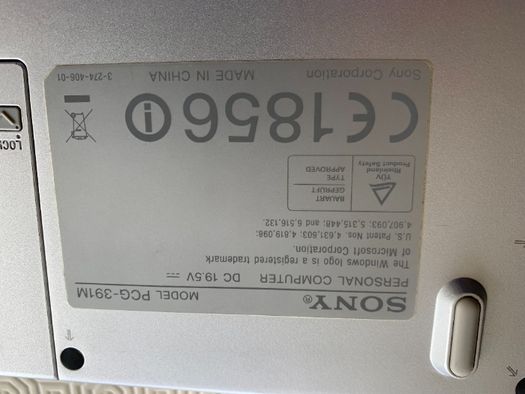 SONY®
MODEL PCG-391M
PERSONAL COMPUTER
DC 19.5V
The Windows logo is a registered trademark
of Microsoft Corporation.
U.S. Patent Nos. 4,631,603; 4,819,098;
4,907,093; 5,315,448; and 6,516,132.
TÜV
Rheinland
Product Safety
BAUART
GEPRÜFT
TYPE
APPROVED
CE1856
Sony Corporation
MADE IN CHINA
3-274-406-01
LOCK